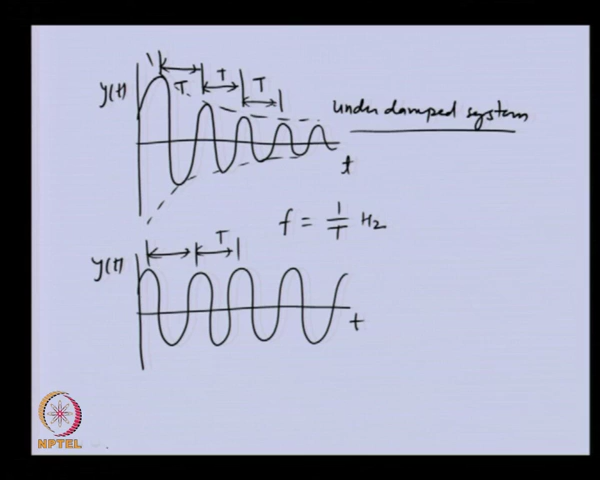 y(t)
T
T
T
under damped system
t
f = 1/T Hz
y(t)
T
t
NPTEL